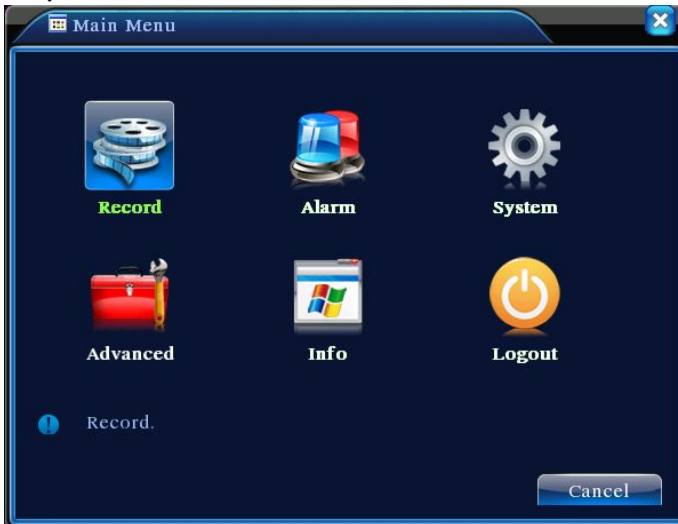 Main Menu
Record
Alarm
System
Advanced
Info
Logout
Record.
Cancel